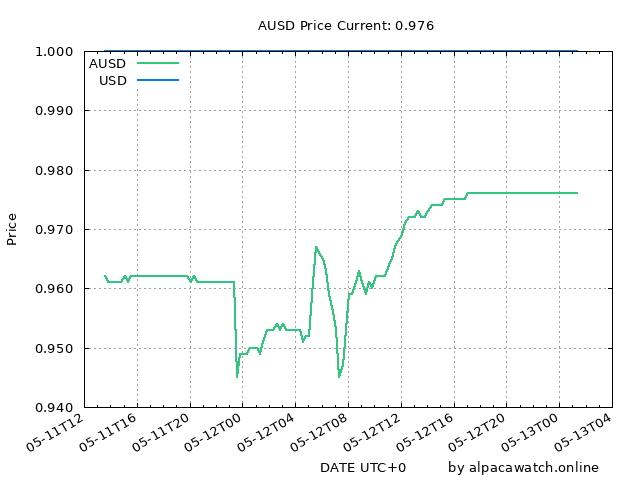 AUSD Price Current: 0.976
1.000
0.990
0.980
0.970
0.960
0.950
0.940
Price
AUSD
USD
05-11T12
05-11T16
05-11T20
05-12T00
05-12T04
05-12T08
05-12T12
05-12T16
05-12T20
05-13T00
05-13T04
DATE UTC+0
by alpacawatch.online